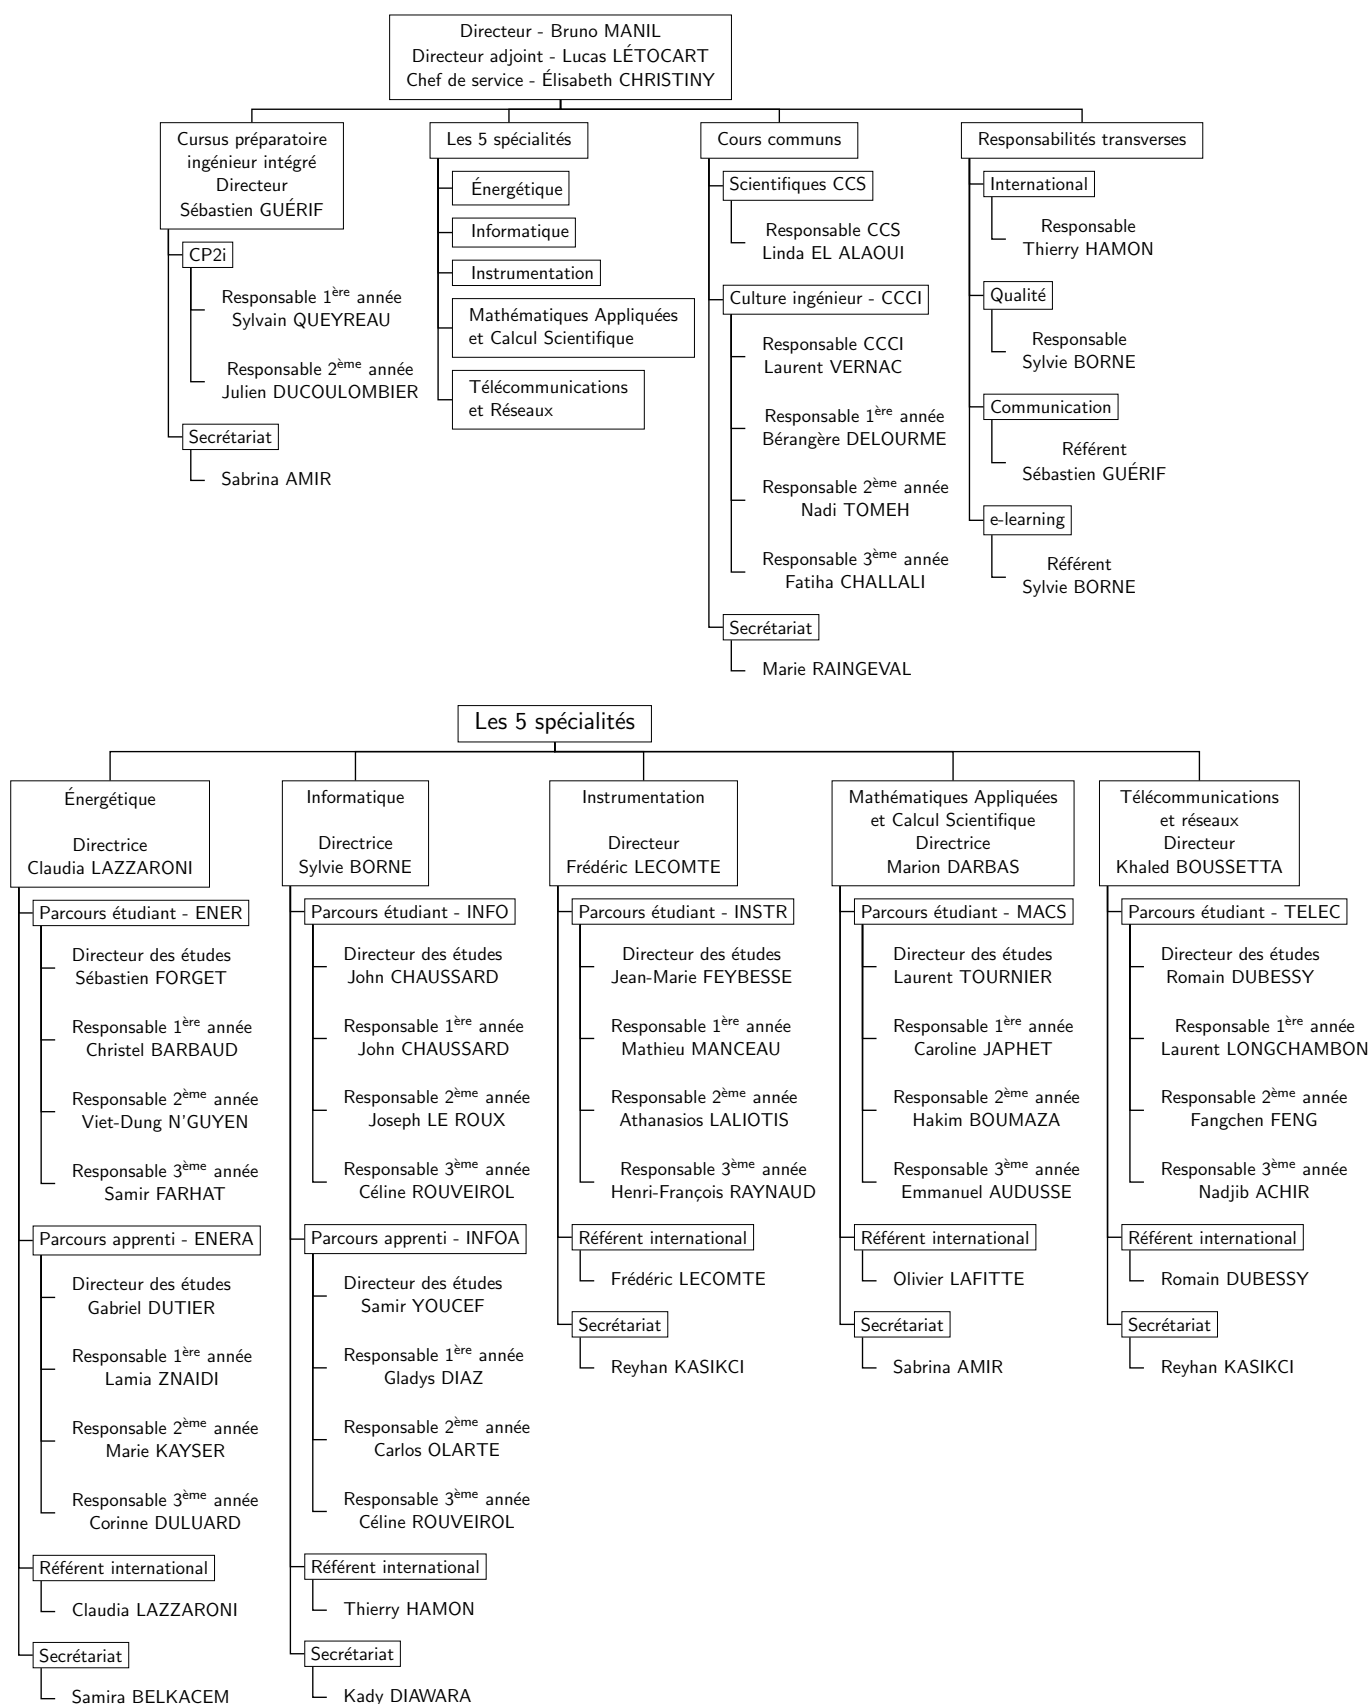 Directeur - Bruno MANIL
Directeur adjoint - Lucas LÉTOCART
Chef de service - Élisabeth CHRISTINY
Cursus préparatoire
ingénieur intégré
Directeur
Sébastien GUÉRIF
CP2i
Responsable 1ère année
Sylvain QUEYREAU
Responsable 2ème année
Julien DUCOULOMBIER
Secrétariat
Sabrina AMIR
Les 5 spécialités
Énergétique
Informatique
Instrumentation
Mathématiques Appliquées
et Calcul Scientifique
Télécommunications
et Réseaux
Cours communs
Scientifiques CCS
Responsable CCS
Linda EL ALAOUI
Culture ingénieur - CCCI
Responsable CCCI
Laurent VERNAC
Responsable 1ère année
Bérangère DELOURME
Responsable 2ème année
Nadi TOMEH
Responsable 3ème année
Fatiha CHALLALI
Secrétariat
Marie RAINGEVAL
Responsabilités transverses
International
Responsable
Thierry HAMON
Qualité
Responsable
Sylvie BORNE
Communication
Référent
Sébastien GUÉRIF
e-learning
Référent
Sylvie BORNE
Les 5 spécialités
Énergétique
Directrice
Claudia LAZZARONI
Parcours étudiant - ENER
Directeur des études
Sébastien FORGET
Responsable 1ère année
Christel BARBAUD
Responsable 2ème année
Viet-Dung N'GUYEN
Responsable 3ème année
Samir FARHAT
Parcours apprenti - ENERA
Directeur des études
Gabriel DUTIER
Responsable 1ère année
Lamia ZNAIDI
Responsable 2ème année
Marie KAYSER
Responsable 3ème année
Corinne DULUARD
Référent international
Claudia LAZZARONI
Secrétariat
Samira BELKACEM
Informatique
Directrice
Sylvie BORNE
Parcours étudiant - INFO
Directeur des études
John CHAUSSARD
Responsable 1ère année
John CHAUSSARD
Responsable 2ème année
Joseph LE ROUX
Responsable 3ème année
Céline ROUVEIROL
Parcours apprenti - INFOA
Directeur des études
Samir YOUCEF
Responsable 1ère année
Gladys DIAZ
Responsable 2ème année
Carlos OLARTE
Responsable 3ème année
Céline ROUVEIROL
Référent international
Thierry HAMON
Secrétariat
Kady DIAWARA
Instrumentation
Directeur
Frédéric LECOMTE
Parcours étudiant - INSTR
Directeur des études
Jean-Marie FEYBESSE
Responsable 1ère année
Mathieu MANCEAU
Responsable 2ème année
Athanasios LALIOTIS
Responsable 3ème année
Henri-François RAYNAUD
Référent international
Frédéric LECOMTE
Secrétariat
Reyhan KASIKCI
Mathématiques Appliquées
et Calcul Scientifique
Directrice
Marion DARBAS
Parcours étudiant - MACS
Directeur des études
Laurent TOURNIER
Responsable 1ère année
Caroline JAPHET
Responsable 2ème année
Hakim BOUMAZA
Responsable 3ème année
Emmanuel AUDUSSE
Référent international
Olivier LAFITTE
Secrétariat
Sabrina AMIR
Télécommunications
et réseaux
Directeur
Khaled BOUSSETTA
Parcours étudiant - TELEC
Directeur des études
Romain DUBESSY
Responsable 1ère année
Laurent LONGCHAMBON
Responsable 2ème année
Fangchen FENG
Responsable 3ème année
Nadjib ACHIR
Référent international
Romain DUBESSY
Secrétariat
Reyhan KASIKCI